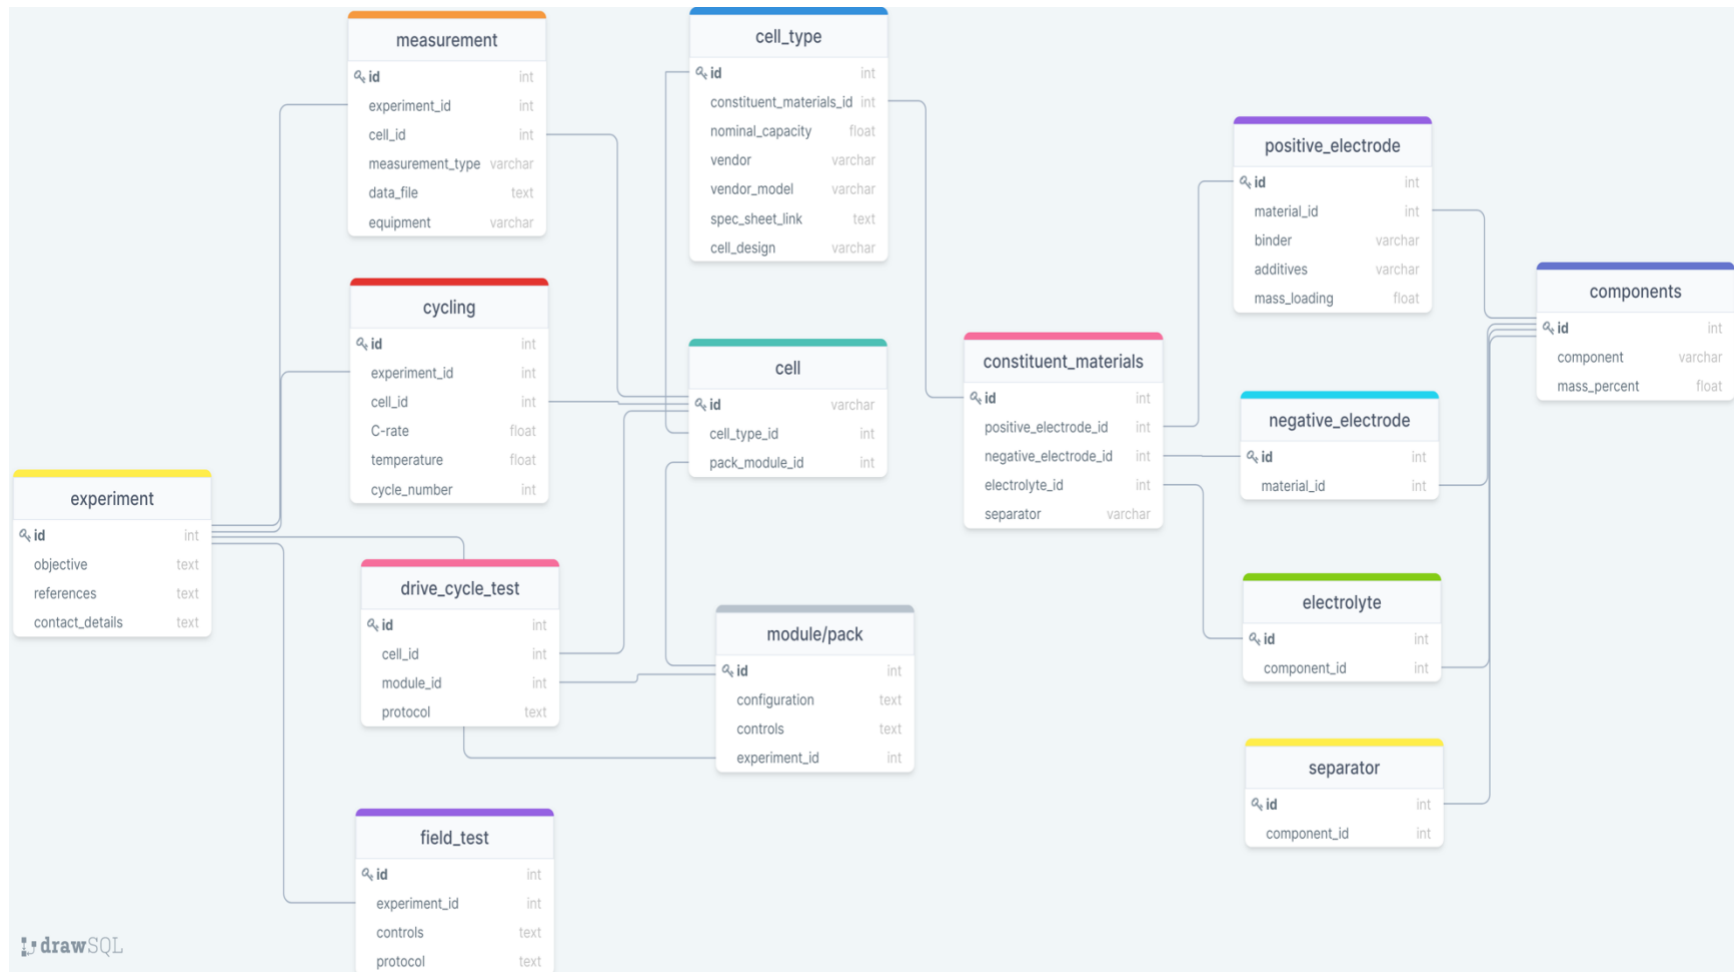 measurement
id int
experiment_id int
cell_id int
measurement_type varchar
data_file text
equipment varchar
cell_type
id int
constituent_materials_id int
nominal_capacity float
vendor varchar
vendor_model varchar
spec_sheet_link text
cell_design varchar
positive_electrode
id int
material_id int
binder varchar
additives varchar
mass_loading float
components
id int
component varchar
mass_percent float
cycling
id int
experiment_id int
cell_id int
C-rate float
temperature float
cycle_number int
cell
id varchar
cell_type_id int
pack_module_id int
constituent_materials
id int
positive_electrode_id int
negative_electrode_id int
electrolyte_id int
separator varchar
negative_electrode
id int
material_id int
experiment
id int
objective text
references text
contact_details text
drive_cycle_test
id int
cell_id int
module_id int
protocol text
module/pack
id int
configuration text
controls text
experiment_id int
electrolyte
id int
component_id int
separator
id int
component_id int
field_test
id int
experiment_id int
controls text
protocol text
drawSQL